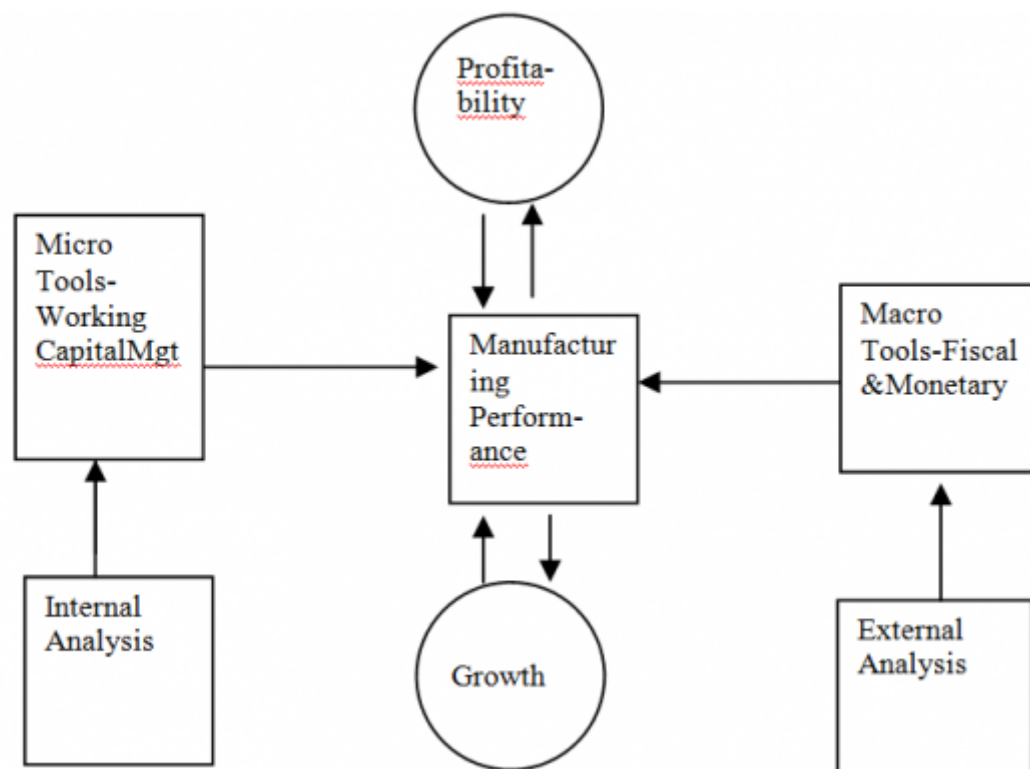 Profita-
bility
Micro
Tools-
Working
CapitalMgt
Manufactur
ing
Perform-
ance
Macro
Tools-Fiscal
&Monetary
Internal
Analysis
Growth
External
Analysis